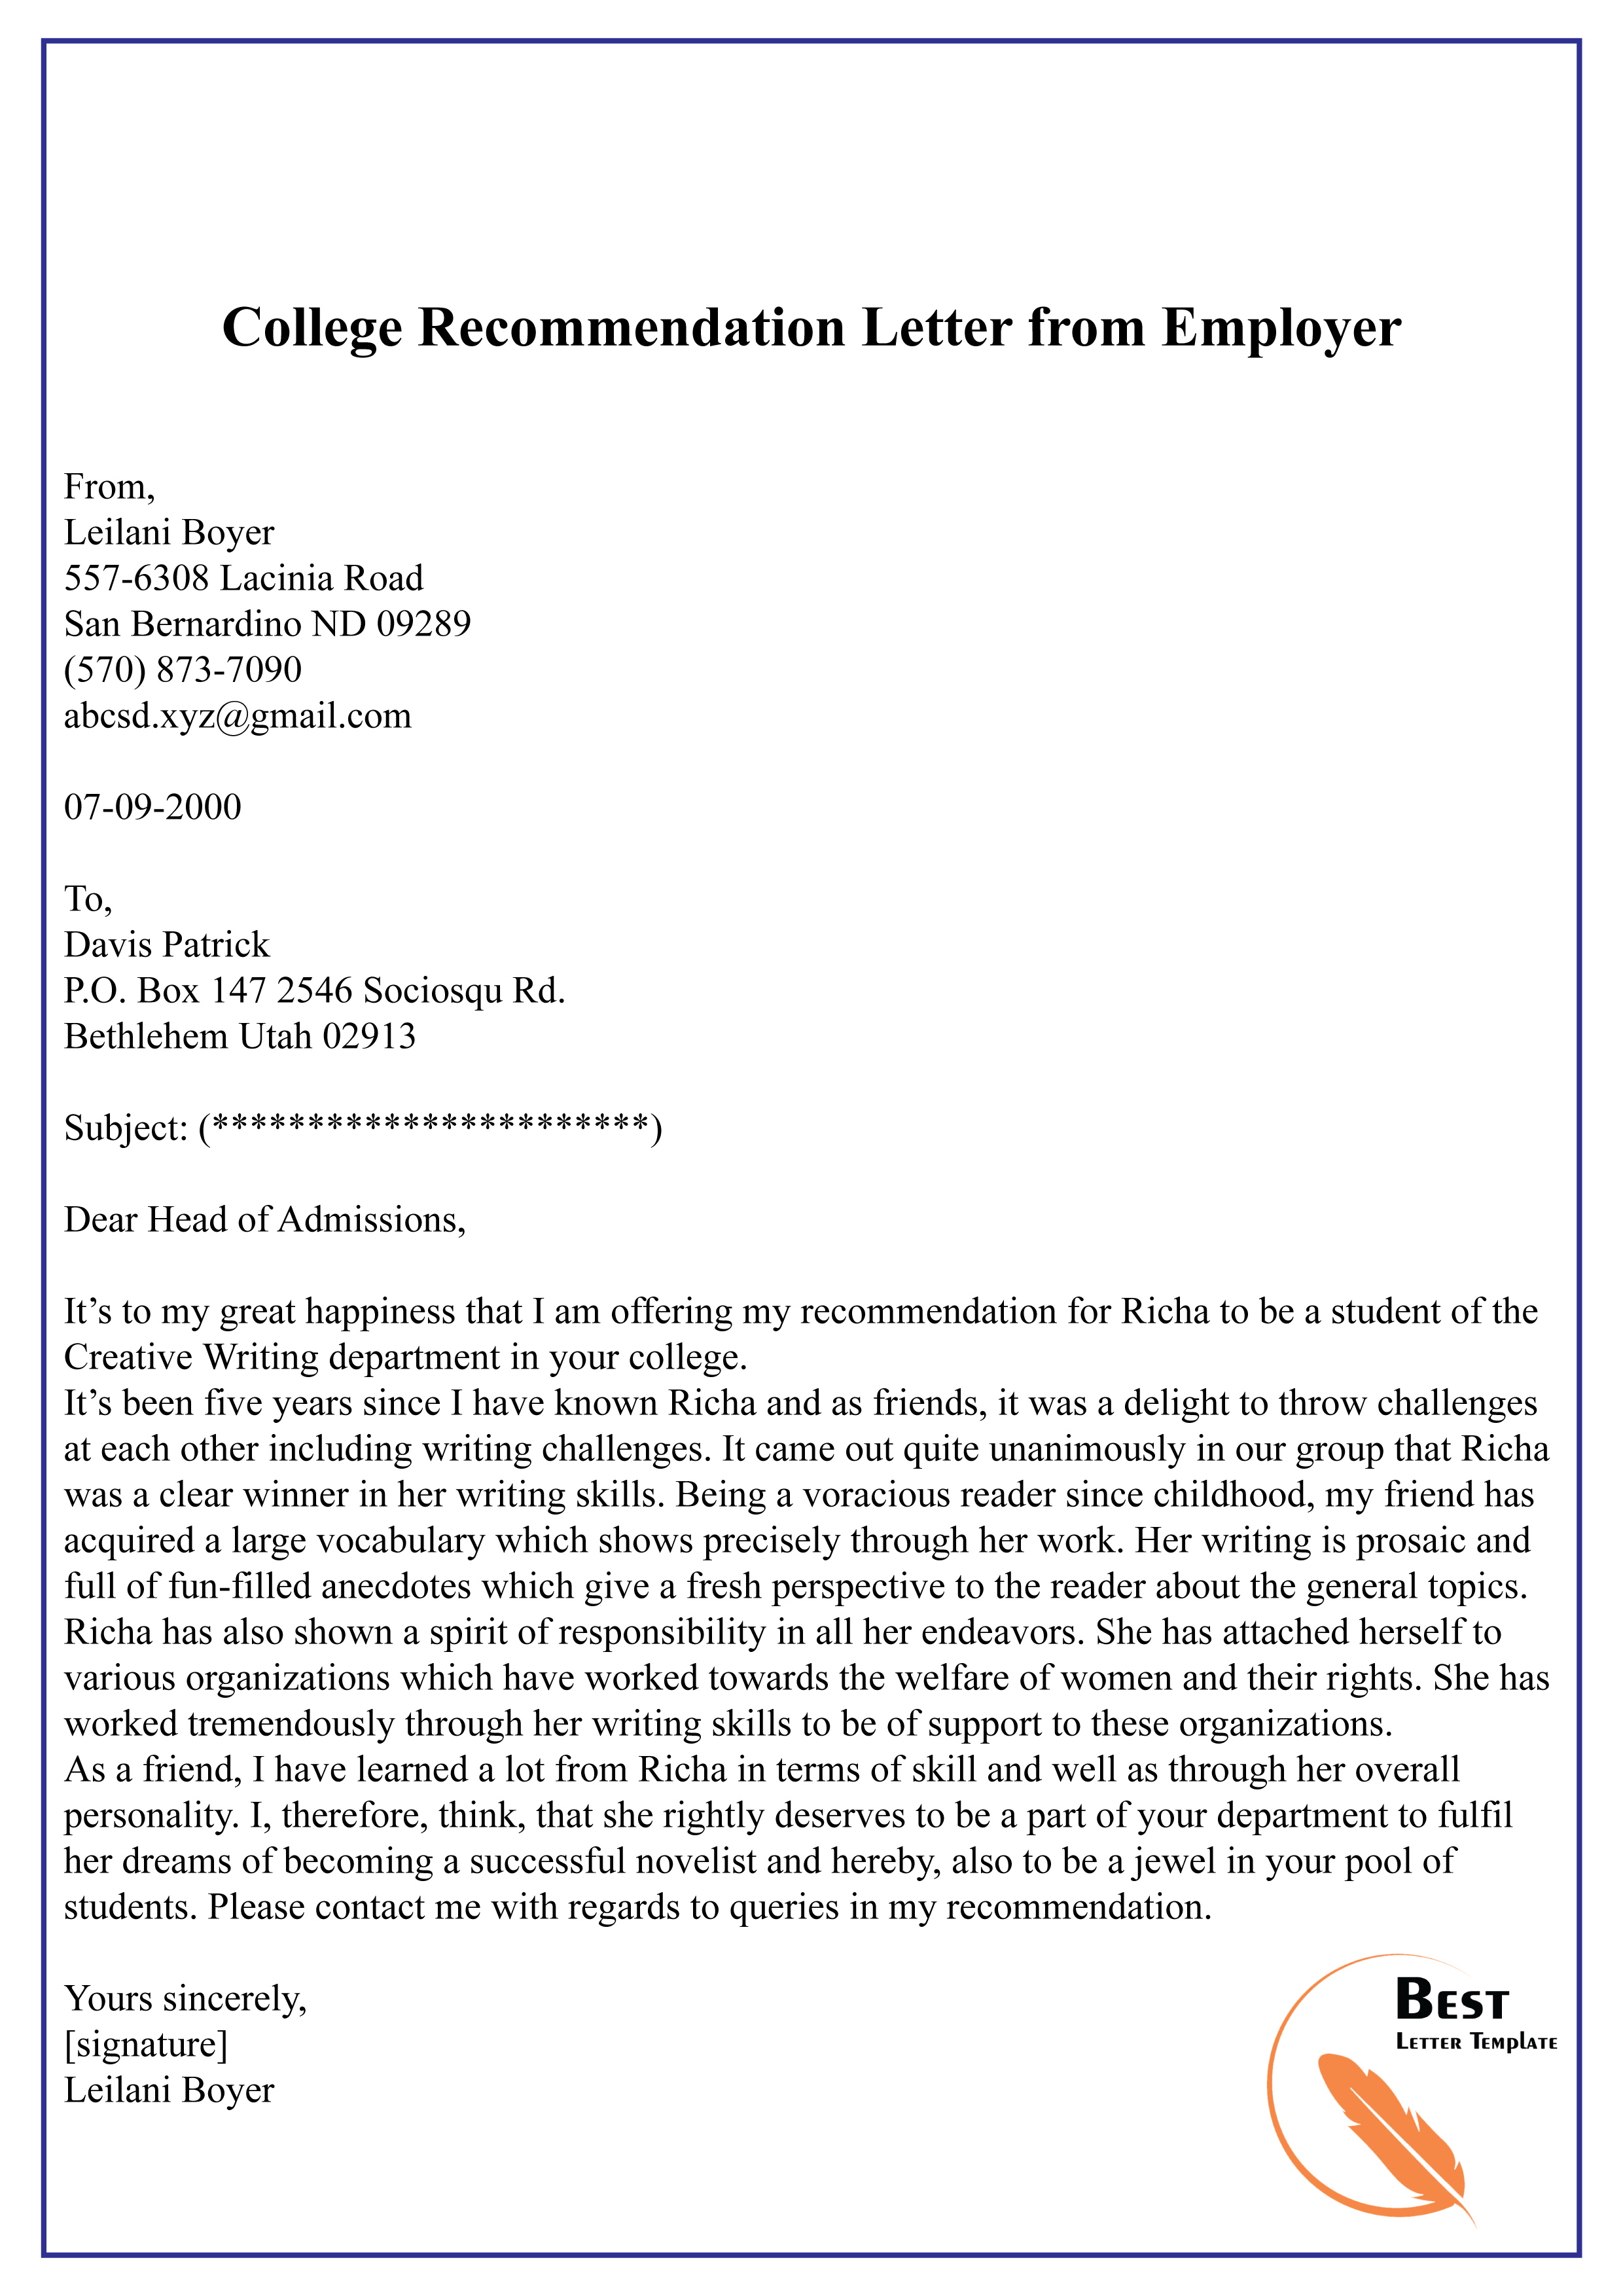 College Recommendation Letter from Employer
From,
Leilani Boyer
557-6308 Lacinia Road
San Bernardino ND 09289
(570) 873-7090
abcsd.xyz@gmail.com
07-09-2000
To,
Davis Patrick
P.O. Box 147 2546 Sociosqu Rd.
Bethlehem Utah 02913
Subject: (***********************)
Dear Head of Admissions,
It’s to my great happiness that I am offering my recommendation for Richa to be a student of the
Creative Writing department in your college.
It’s been five years since I have known Richa and as friends, it was a delight to throw challenges
at each other including writing challenges. It came out quite unanimously in our group that Richa
was a clear winner in her writing skills. Being a voracious reader since childhood, my friend has
acquired a large vocabulary which shows precisely through her work. Her writing is prosaic and
full of fun-filled anecdotes which give a fresh perspective to the reader about the general topics.
Richa has also shown a spirit of responsibility in all her endeavors. She has attached herself to
various organizations which have worked towards the welfare of women and their rights. She has
worked tremendously through her writing skills to be of support to these organizations.
As a friend, I have learned a lot from Richa in terms of skill and well as through her overall
personality. I, therefore, think, that she rightly deserves to be a part of your department to fulfil
her dreams of becoming a successful novelist and hereby, also to be a jewel in your pool of
students. Please contact me with regards to queries in my recommendation.
Yours sincerely,
[signature]
Leilani Boyer
Best
Letter Template